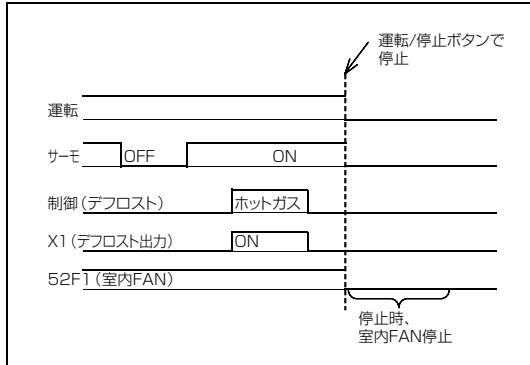 運転/停止ボタンで
停止
運転
サーモ OFF ON
制御(デフロスト) ホットガス
X1(デフロスト出力) ON
52F1(室内FAN)
停止時、
室内FAN停止